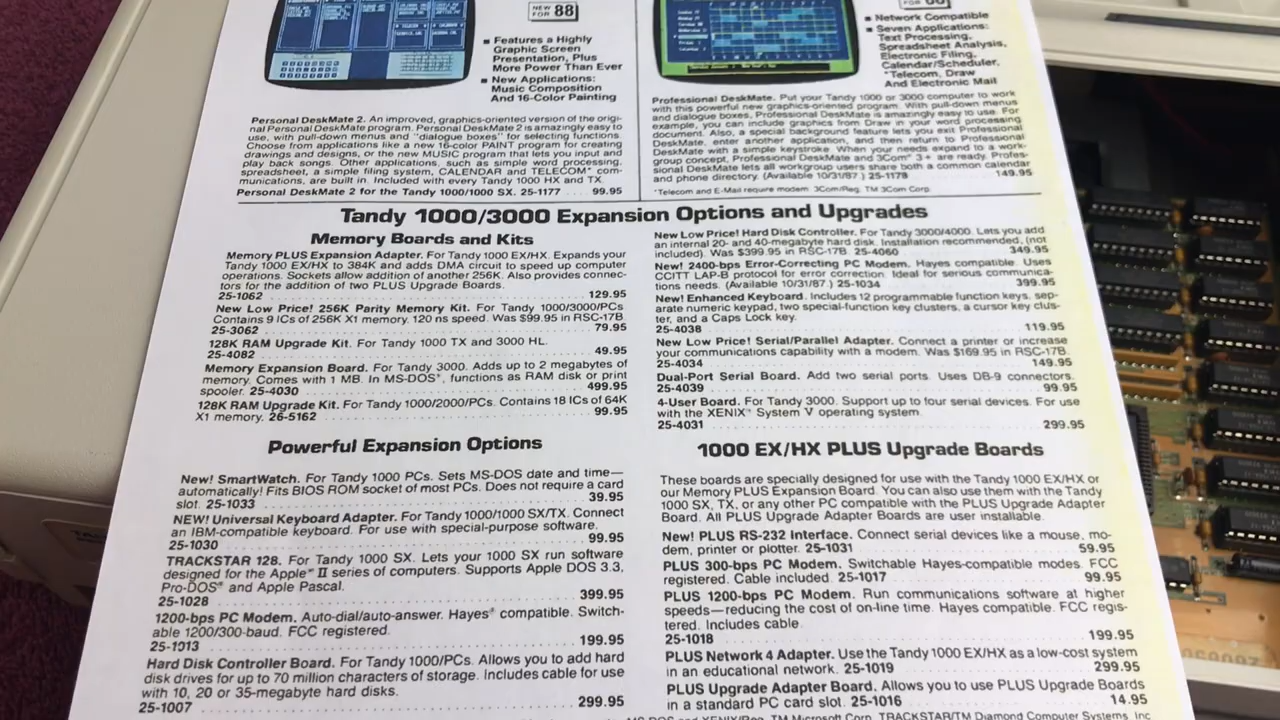 NEW FOR 88
■ Features a Highly
Graphic Screen
Presentation, Plus
More Power Than Ever
■ New Applications:
Music Composition
And 16-Color Painting
Personal DeskMate 2. An improved, graphics-oriented version of the origi-
nal Personal DeskMate program. Personal DeskMate 2 is amazingly easy to
use, with pull-down menus and "dialogue boxes" for selecting functions.
Choose from applications like a new 16-color PAINT program for creating
drawings and designs, or the new MUSIC program that lets you input and
play back songs. Other applications, such as simple word processing,
spreadsheet, a simple filing system, CALENDAR and TELECOM* com-
munications, are built in. Included with every Tandy 1000 HX and TX.
Personal DeskMate 2 for the Tandy 1000/1000 SX. 25-1177 .... 99.95
■ Network Compatible
■ Seven Applications:
Text Processing,
Spreadsheet Analysis,
Electronic Filing,
Calendar/Scheduler,
*Telecom, Draw
And Electronic Mail
Professional DeskMate. Put your Tandy 1000 or 3000 computer to work
with this powerful new graphics-oriented program. With pull-down menus
and dialogue boxes, Professional DeskMate is amazingly easy to use. For
example, you can include graphics from Draw in your word processing
document. Also, a special background feature lets you exit Professional
DeskMate, enter another application, and then return to Professional
DeskMate with a simple keystroke. When your needs expand to a work-
group concept, Professional DeskMate and 3Com® 3+ are ready. Profes-
sional DeskMate lets all workgroup users share both a common calendar
and phone directory. (Available 10/31/87.) 25-1178 .... 149.95
*Telecom and E-Mail require modem. 3Com/Reg. TM 3Com Corp.
Tandy 1000/3000 Expansion Options and Upgrades
Memory Boards and Kits
Memory PLUS Expansion Adapter. For Tandy 1000 EX/HX. Expands your
Tandy 1000 EX/HX to 384K and adds DMA circuit to speed up computer
operations. Sockets allow addition of another 256K. Also provides connec-
tors for the addition of two PLUS Upgrade Boards.
25-1062 .... 129.95
New Low Price! 256K Parity Memory Kit. For Tandy 1000/3000/PCs.
Contains 9 ICs of 256K X1 memory. 120 ns speed. Was $99.95 in RSC-17B.
25-3062 .... 79.95
128K RAM Upgrade Kit. For Tandy 1000 TX and 3000 HL.
25-4082 .... 49.95
Memory Expansion Board. For Tandy 3000. Adds up to 2 megabytes of
memory. Comes with 1 MB. In MS-DOS®, functions as RAM disk or print
spooler. 25-4030 .... 499.95
128K RAM Upgrade Kit. For Tandy 1000/2000/PCs. Contains 18 ICs of 64K
X1 memory. 26-5162 .... 99.95
Powerful Expansion Options
New! SmartWatch. For Tandy 1000 PCs. Sets MS-DOS date and time—
automatically! Fits BIOS ROM socket of most PCs. Does not require a card
slot. 25-1033 .... 39.95
NEW! Universal Keyboard Adapter. For Tandy 1000/1000 SX/TX. Connect
an IBM-compatible keyboard. For use with special-purpose software.
25-1030 .... 99.95
TRACKSTAR 128. For Tandy 1000 SX. Lets your 1000 SX run software
designed for the Apple® II series of computers. Supports Apple DOS 3.3,
Pro-DOS® and Apple Pascal.
25-1028 .... 399.95
1200-bps PC Modem. Auto-dial/auto-answer. Hayes® compatible. Switch-
able 1200/300-baud. FCC registered.
25-1013 .... 199.95
Hard Disk Controller Board. For Tandy 1000/PCs. Allows you to add hard
disk drives for up to 70 million characters of storage. Includes cable for use
with 10, 20 or 35-megabyte hard disks.
25-1007 .... 299.95
New Low Price! Hard Disk Controller. For Tandy 3000/4000. Lets you add
an internal 20- and 40-megabyte hard disk. Installation recommended, (not
included). Was $399.95 in RSC-17B. 25-4060 .... 349.95
New! 2400-bps Error-Correcting PC Modem. Hayes compatible. Uses
CCITT LAP-B protocol for error correction. Ideal for serious communica-
tions needs. (Available 10/31/87.) 25-1034 .... 399.95
New! Enhanced Keyboard. Includes 12 programmable function keys, sep-
arate numeric keypad, two special-function key clusters, a cursor key clus-
ter, and a Caps Lock key.
25-4038 .... 119.95
New Low Price! Serial/Parallel Adapter. Connect a printer or increase
your communications capability with a modem. Was $169.95 in RSC-17B.
25-4034 .... 149.95
Dual-Port Serial Board. Add two serial ports. Uses DB-9 connectors.
25-4039 .... 99.95
4-User Board. For Tandy 3000. Support up to four serial devices. For use
with the XENIX™ System V operating system.
25-4031 .... 299.95
1000 EX/HX PLUS Upgrade Boards
These boards are specially designed for use with the Tandy 1000 EX/HX or
our Memory PLUS Expansion Board. You can also use them with the Tandy
1000 SX, TX, or any other PC compatible with the PLUS Upgrade Adapter
Board. All PLUS Upgrade Adapter Boards are user installable.
New! PLUS RS-232 Interface. Connect serial devices like a mouse, mo-
dem, printer or plotter. 25-1031 .... 59.95
PLUS 300-bps PC Modem. Switchable Hayes-compatible modes. FCC
registered. Cable included. 25-1017 .... 99.95
PLUS 1200-bps PC Modem. Run communications software at higher
speeds—reducing the cost of on-line time. Hayes compatible. FCC regis-
tered. Includes cable.
25-1018 .... 199.95
PLUS Network 4 Adapter. Use the Tandy 1000 EX/HX as a low-cost system
in an educational network. 25-1019 .... 299.95
PLUS Upgrade Adapter Board. Allows you to use PLUS Upgrade Boards
in a standard PC card slot. 25-1016 .... 14.95
MS-DOS and XENIX/Reg. TM Microsoft Corp. TRACKSTAR/TM Diamond Computer Systems, Inc